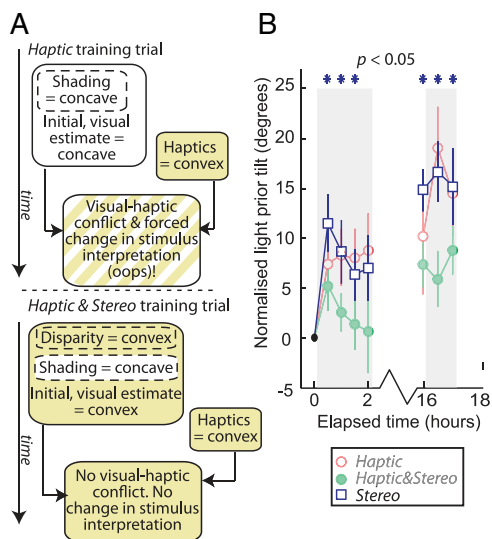 A
Haptic training trial
Shading
= concave
Initial, visual
estimate =
concave
Haptics
= convex
time
Visual-haptic
conflict & forced
change in stimulus
interpretation
(oops)!
Haptic & Stereo training trial
Disparity = convex
Shading = concave
Initial, visual estimate
= convex
Haptics
= convex
time
No visual-haptic
conflict. No
change in stimulus
interpretation
B
p < 0.05
* * * * * *
Normalised light prior tilt (degrees)
25
20
15
10
5
0
-5
0 2 16 18
Elapsed time (hours)
Haptic
Haptic&Stereo
Stereo